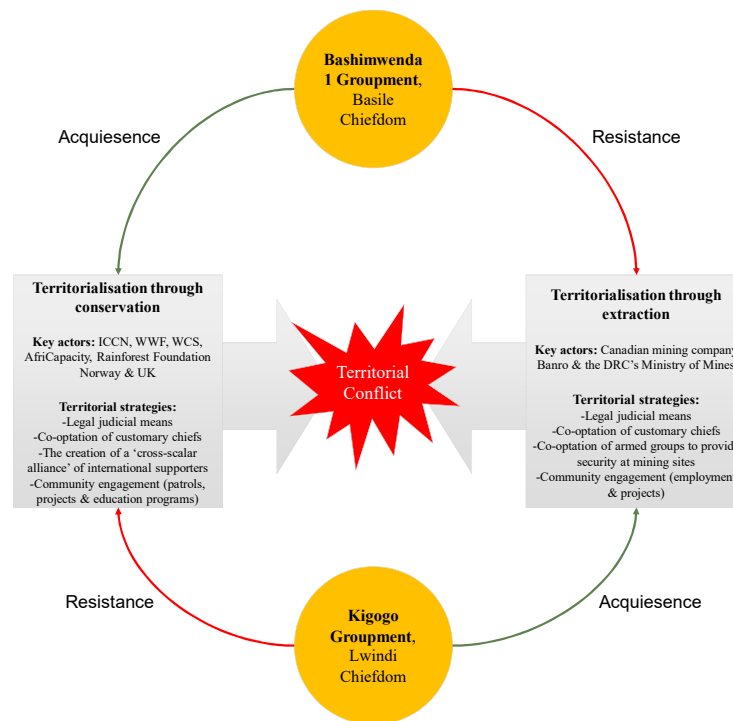 Bashimwenda
1 Groupment,
Basile
Chiefdom
Acquiesence
Resistance
Territorialisation through
conservation
Key actors: ICCN, WWF, WCS,
AfriCapacity, Rainforest Foundation
Norway & UK
Territorial strategies:
-Legal judicial means
-Co-optation of customary chiefs
-The creation of a ‘cross-scalar
alliance’ of international supporters
-Community engagement (patrols,
projects & education programs)
Territorial
Conflict
Territorialisation through
extraction
Key actors: Canadian mining company
Banro & the DRC’s Ministry of Mines
Territorial strategies:
-Legal judicial means
-Co-optation of customary chiefs
-Co-optation of armed groups to provid
security at mining sites
-Community engagement (employment
& projects)
Resistance
Acquiesence
Kigogo
Groupment,
Lwindi
Chiefdom